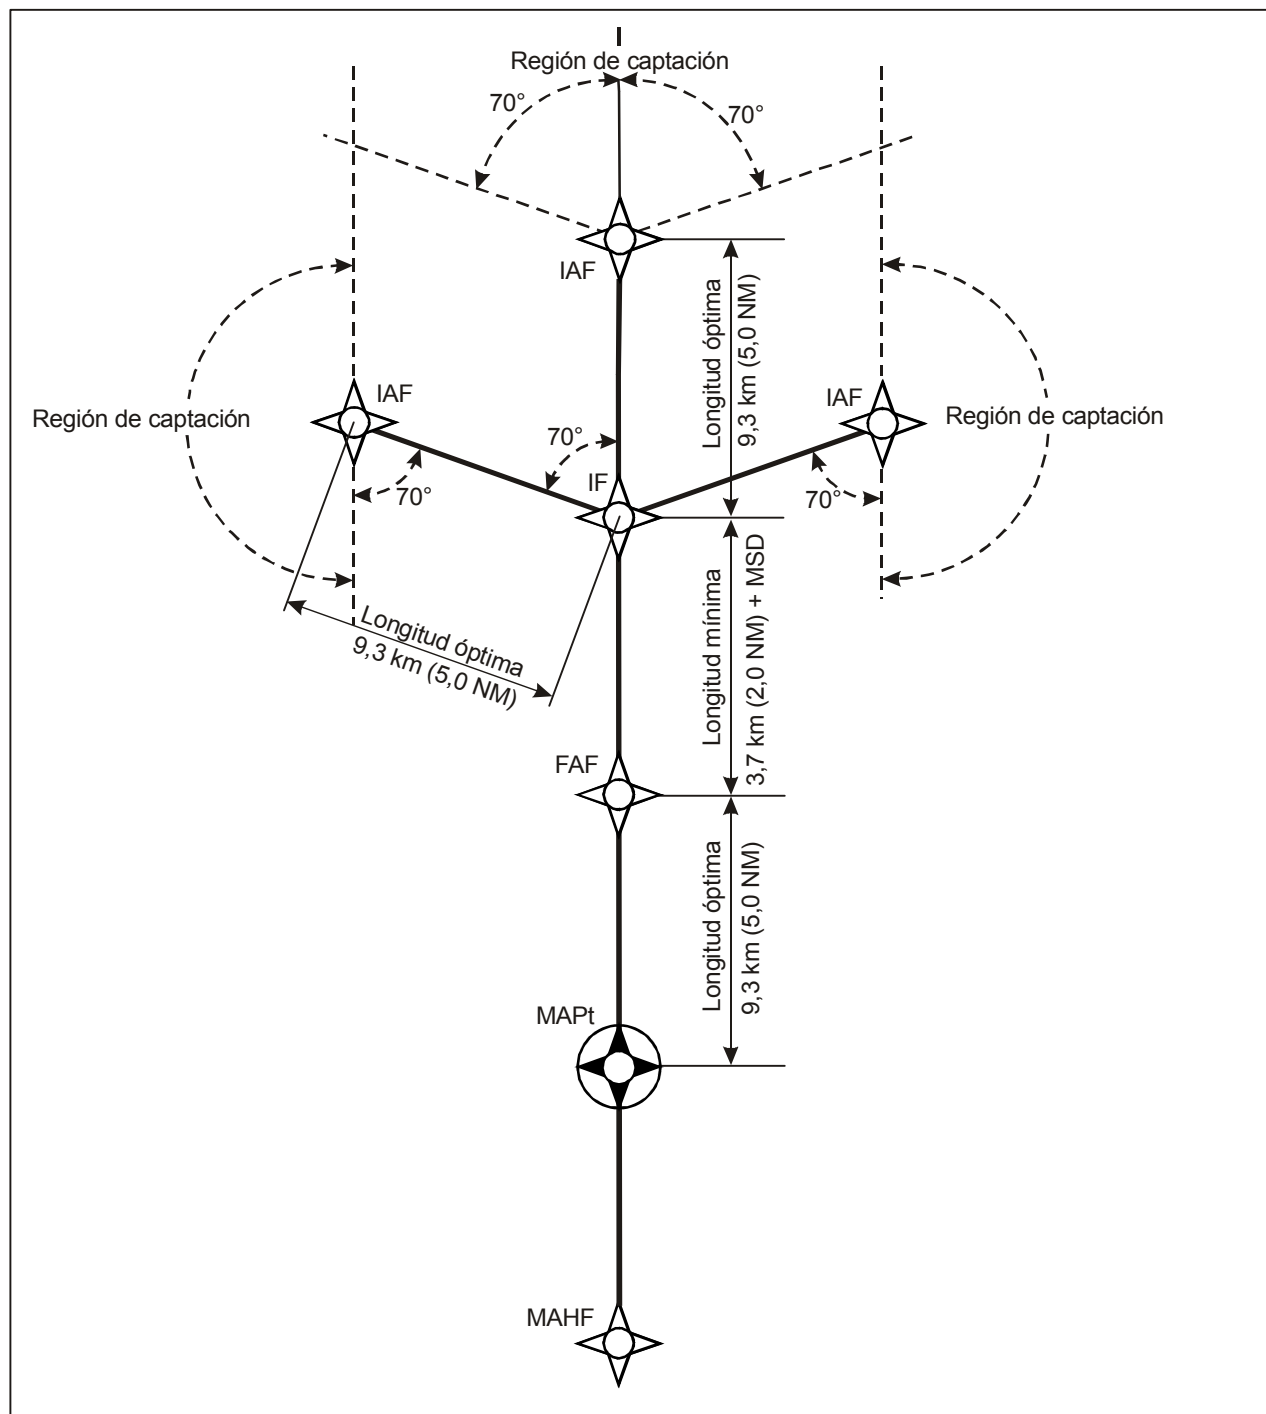 Región de captación
70°
70°
IAF
Longitud óptima
9,3 km (5,0 NM)
IAF
IAF
Región de captación
Región de captación
70°
IF
70°
70°
Longitud óptima
9,3 km (5,0 NM)
Longitud mínima
3,7 km (2,0 NM) + MSD
FAF
Longitud óptima
9,3 km (5,0 NM)
MAPt
MAHF